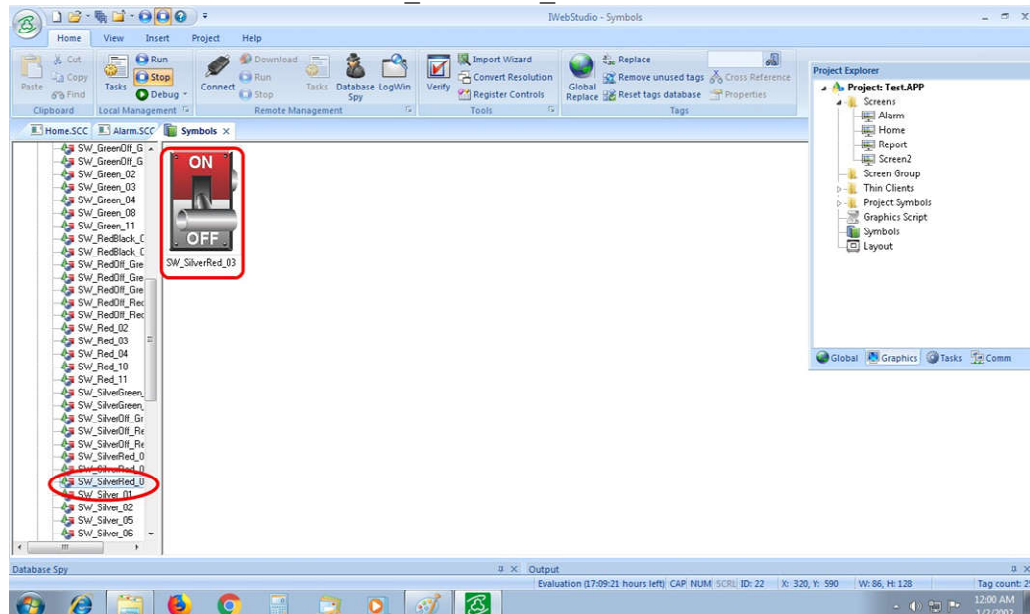 IWebStudio - Symbols
Home View Insert Project Help
Paste
Cut
Copy
Find
Clipboard
Tasks
Run
Stop
Debug
Local Management
Connect
Download
Run
Stop
Tasks
Database Spy
LogWin
Remote Management
Verify
Import Wizard
Convert Resolution
Register Controls
Tools
Global Replace
Replace
Remove unused tags
Reset tags database
Cross Reference
Properties
Tags
Home.SCC Alarm.SCC Symbols
SW_GreenOff_G
SW_GreenOff_G
SW_Green_02
SW_Green_03
SW_Green_04
SW_Green_08
SW_Green_11
SW_RedBlack_
SW_RedBlack_
SW_RedOff_Gre
SW_RedOff_Gre
SW_RedOff_Gre
SW_RedOff_Rec
SW_RedOff_Rec
SW_Red_02
SW_Red_03
SW_Red_04
SW_Red_10
SW_Red_11
SW_SilverGreen_
SW_SilverGreen_
SW_SilverOff_Gr
SW_SilverOff_Re
SW_SilverOff_Re
SW_SilverRed_0
SW_SilverRed_0
SW_SilverRed_0
SW_Silver_01
SW_Silver_02
SW_Silver_05
SW_Silver_06
ON
OFF
SW_SilverRed_03
Project Explorer
Project: Test.APP
Screens
Alarm
Home
Report
Screen2
Screen Group
Thin Clients
Project Symbols
Graphics Script
Symbols
Layout
Global Graphics Tasks Comm
Database Spy
Output
Evaluation (17:09:21 hours left) CAP NUM SCRL ID: 22 X: 320, Y: 590 W: 86, H: 128 Tag count: 25
12:00 AM
1/2/2002